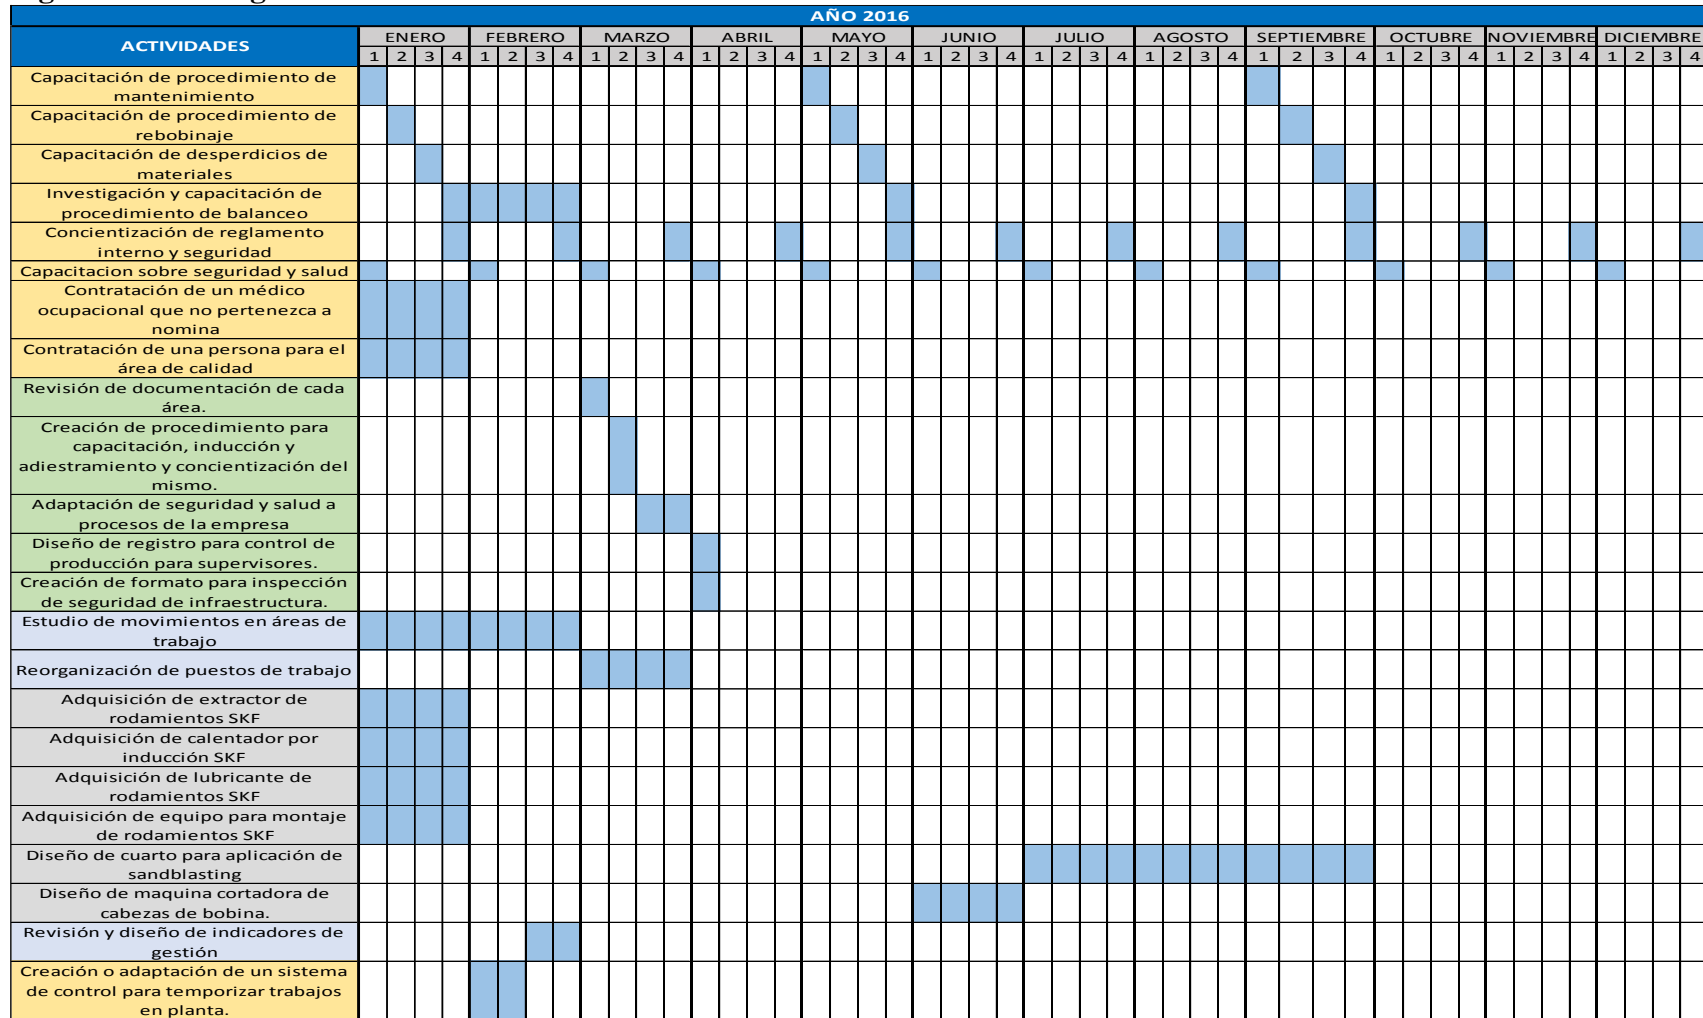 AÑO 2016
ACTIVIDADES
ENERO FEBRERO MARZO ABRIL MAYO JUNIO JULIO AGOSTO SEPTIEMBRE OCTUBRE NOVIEMBRE DICIEMBRE
1 2 3 4 1 2 3 4 1 2 3 4 1 2 3 4 1 2 3 4 1 2 3 4 1 2 3 4 1 2 3 4 1 2 3 4 1 2 3 4 1 2 3 4 1 2 3 4
Capacitación de procedimiento de
mantenimiento
Capacitación de procedimiento de
rebobinaje
Capacitación de desperdicios de
materiales
Investigación y capacitación de
procedimiento de balanceo
Concientización de reglamento
interno y seguridad
Capacitacion sobre seguridad y salud
Contratación de un médico
ocupacional que no pertenezca a
nomina
Contratación de una persona para el
área de calidad
Revisión de documentación de cada
área.
Creación de procedimiento para
capacitación, inducción y
adiestramiento y concientización del
mismo.
Adaptación de seguridad y salud a
procesos de la empresa
Diseño de registro para control de
producción para supervisores.
Creación de formato para inspección
de seguridad de infraestructura.
Estudio de movimientos en áreas de
trabajo
Reorganización de puestos de trabajo
Adquisición de extractor de
rodamientos SKF
Adquisición de calentador por
inducción SKF
Adquisición de lubricante de
rodamientos SKF
Adquisición de equipo para montaje
de rodamientos SKF
Diseño de cuarto para aplicación de
sandblasting
Diseño de maquina cortadora de
cabezas de bobina.
Revisión y diseño de indicadores de
gestión
Creación o adaptación de un sistema
de control para temporizar trabajos
en planta.